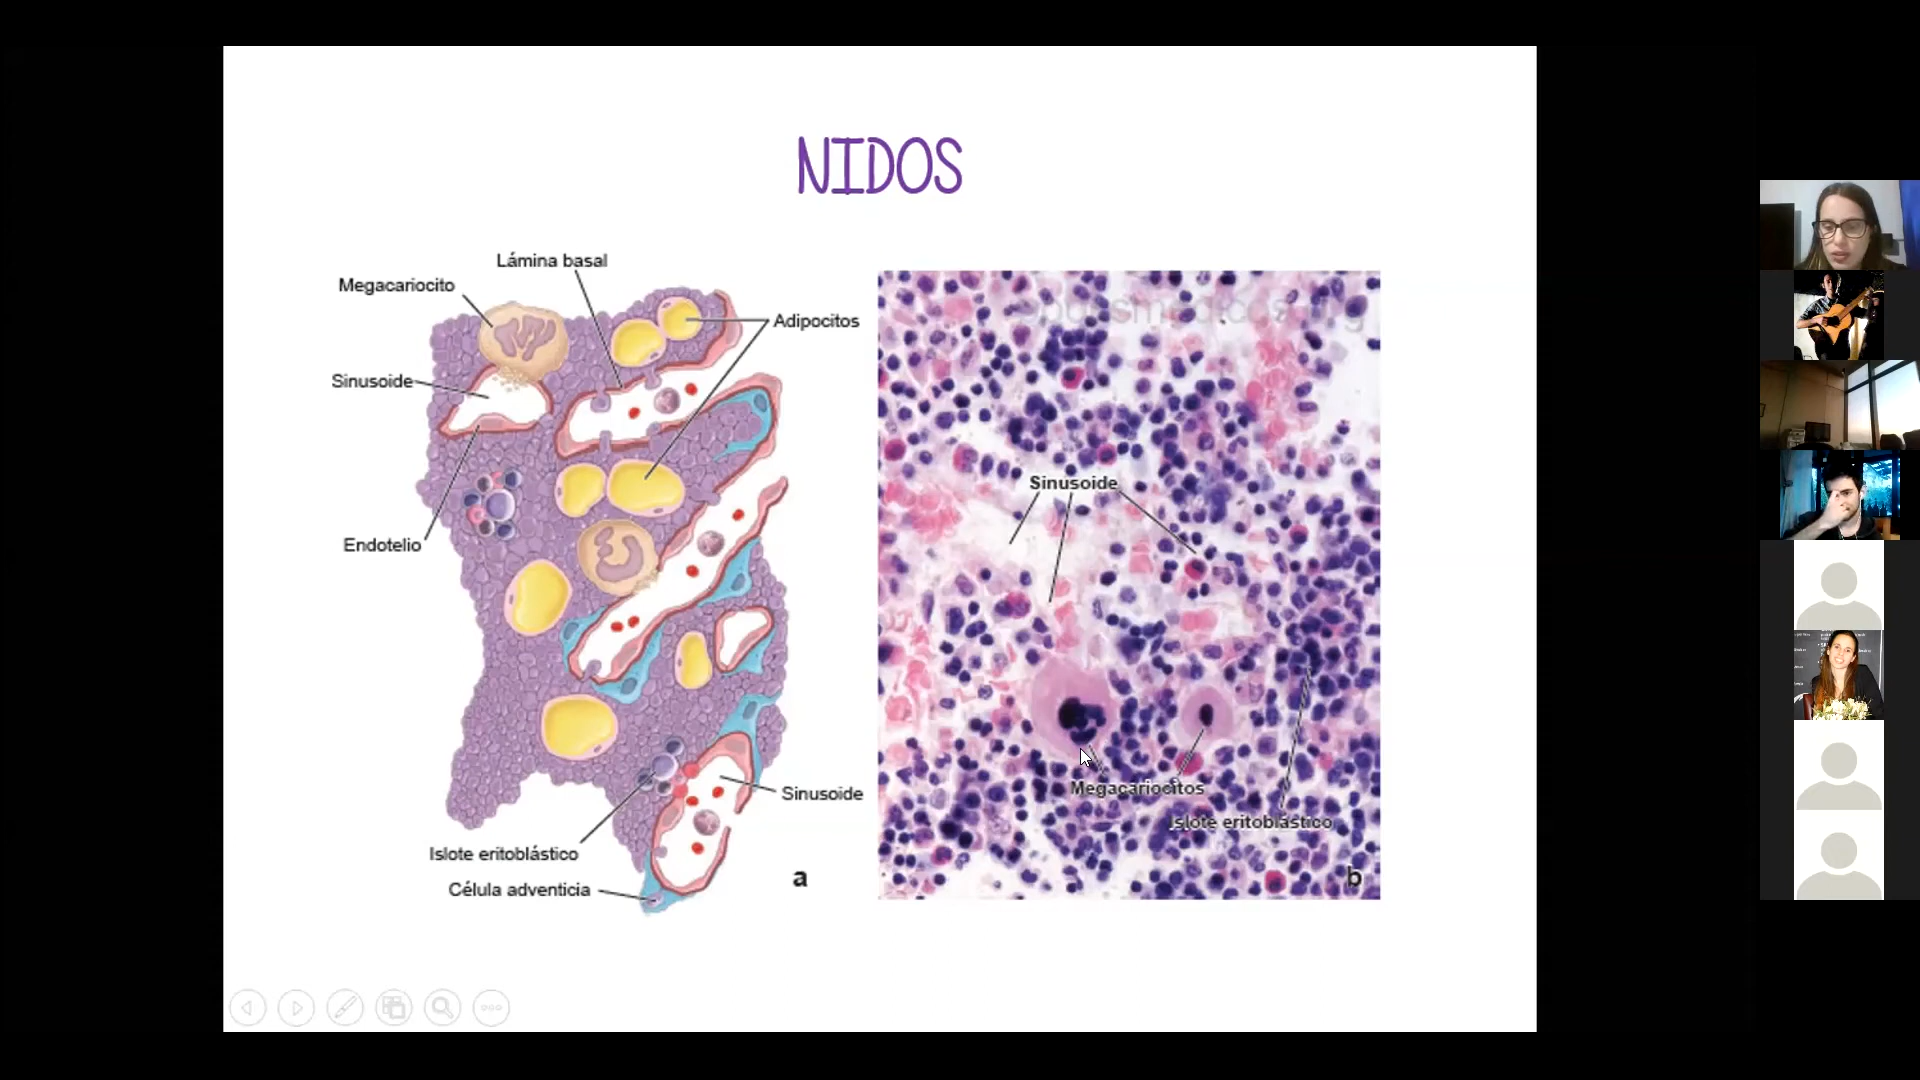 NIDOS
Lámina basal
Megacariocito
Adipocitos
Sinusoide
Endotelio
Sinusoide
Islote eritoblástico
Célula adventicia
a
Sinusoide
Megacariocitos
Islote eritoblástico
b